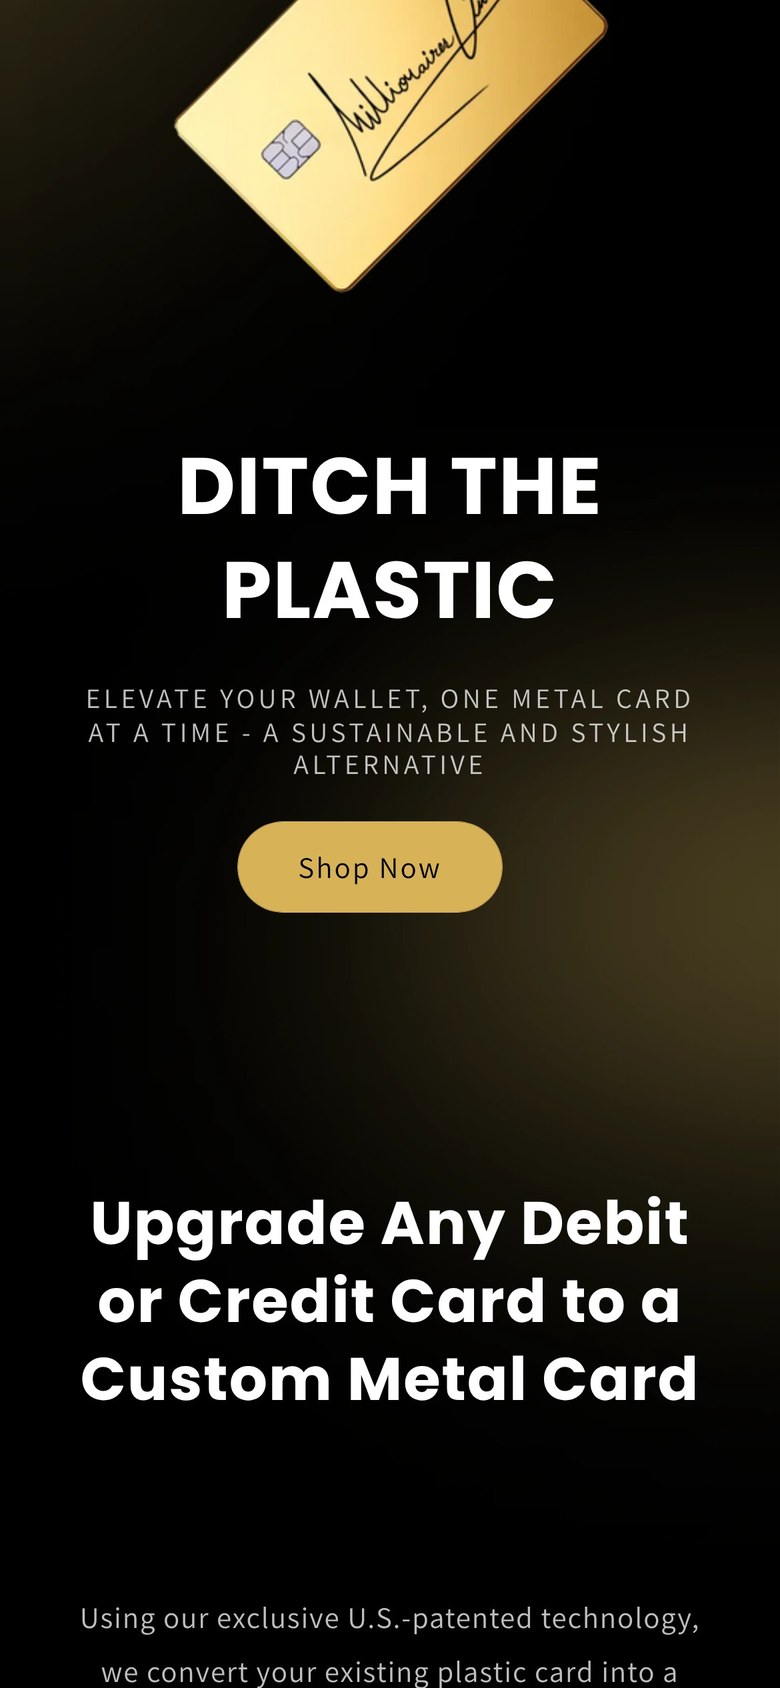 Millionaires
DITCH THE
PLASTIC
ELEVATE YOUR WALLET, ONE METAL CARD
AT A TIME - A SUSTAINABLE AND STYLISH
ALTERNATIVE
Shop Now
Upgrade Any Debit
or Credit Card to a
Custom Metal Card
Using our exclusive U.S.-patented technology,
we convert your existing plastic card into a